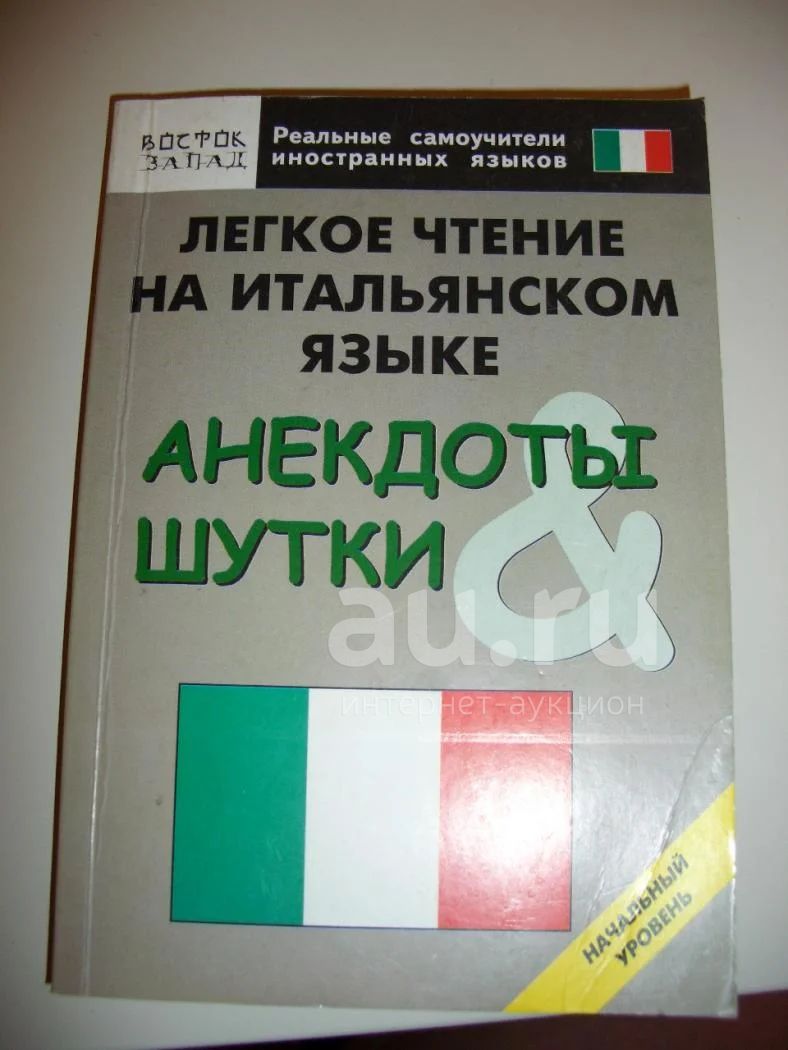 ВОСТОК
ЗАПАД
Реальные самоучители
иностранных языков
ЛЕГКОЕ ЧТЕНИЕ
НА ИТАЛЬЯНСКОМ
ЯЗЫКЕ
АНЕКДОТЫ
ШУТКИ &
au.ru
интернет-аукцион
НАЧАЛЬНЫЙ
УРОВЕНЬ